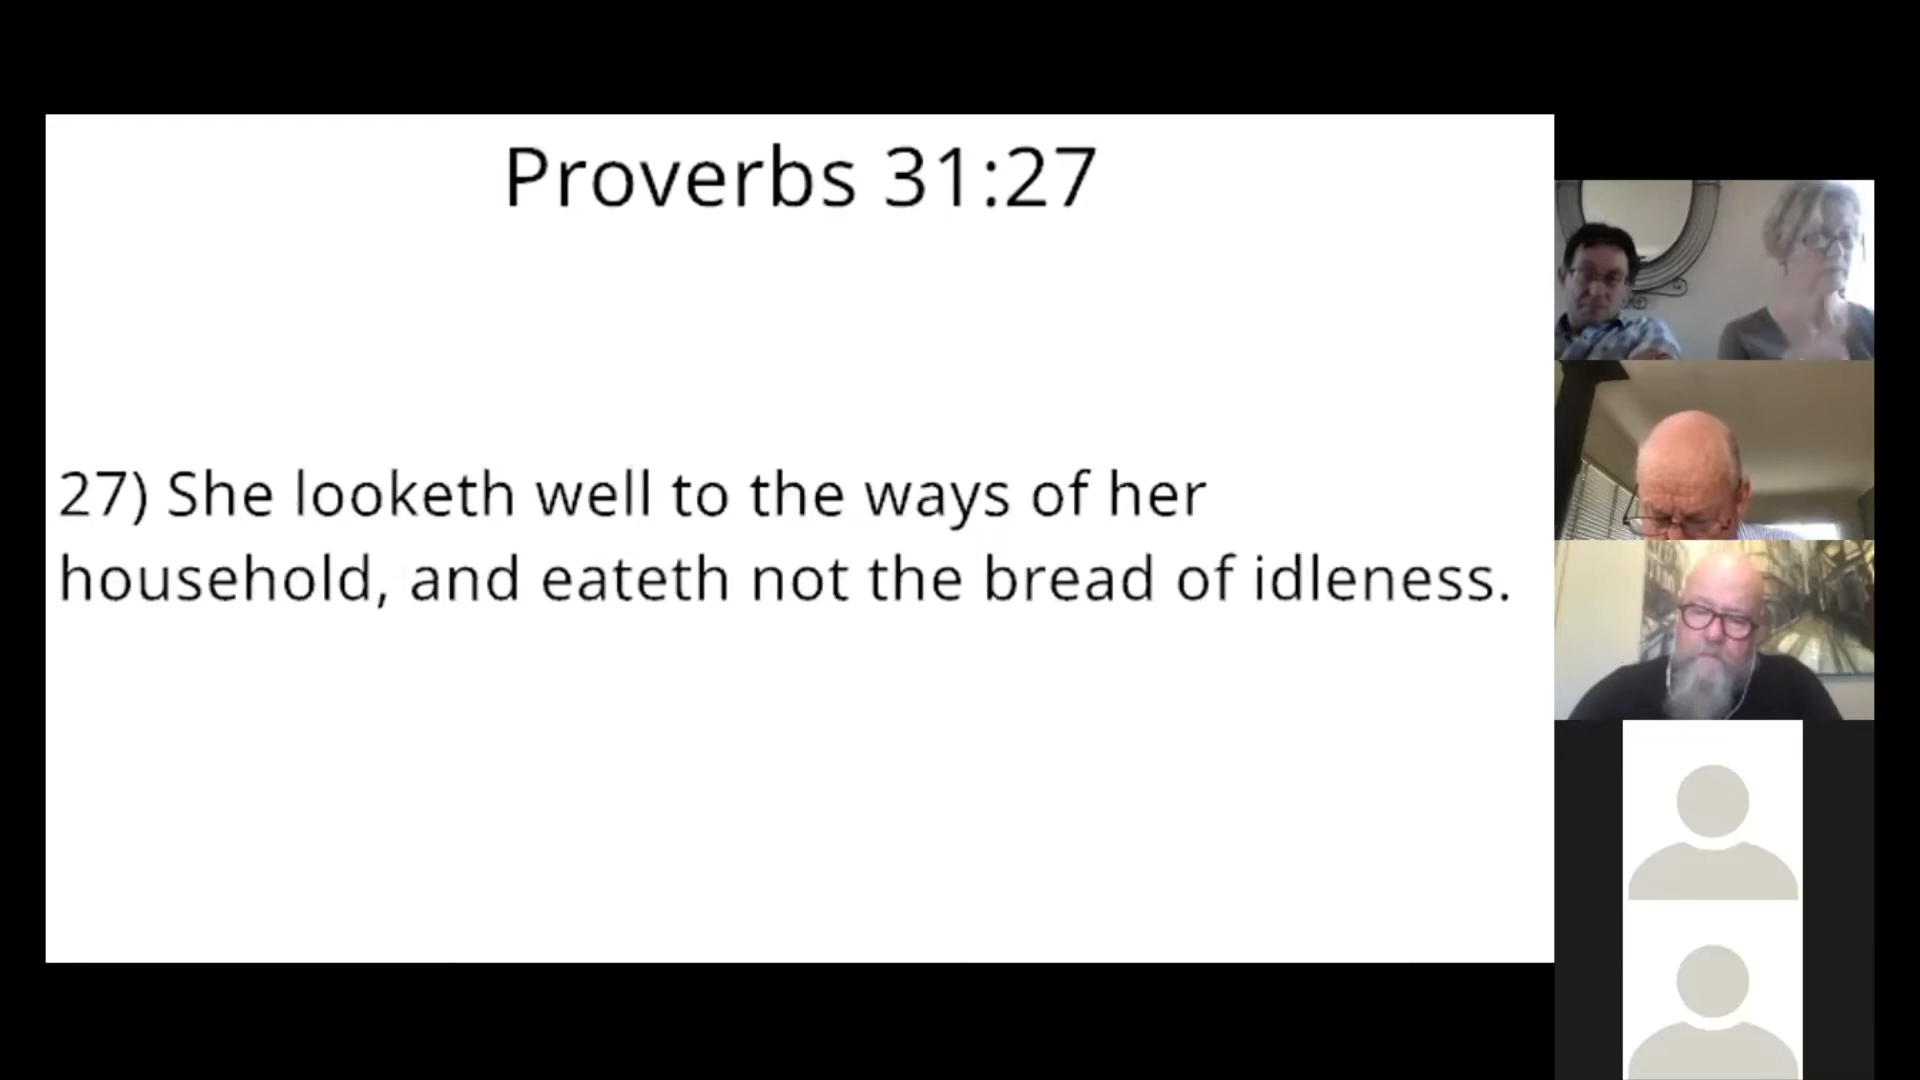 Proverbs 31:27
27) She looketh well to the ways of her
household, and eateth not the bread of idleness.